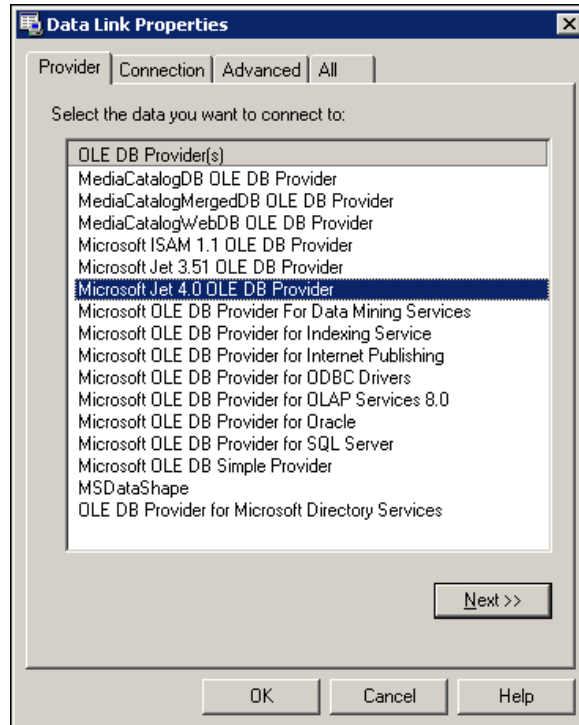 Data Link Properties
Provider Connection Advanced All
Select the data you want to connect to:
OLE DB Provider(s)
MediaCatalogDB OLE DB Provider
MediaCatalogMergedDB OLE DB Provider
MediaCatalogWebDB OLE DB Provider
Microsoft ISAM 1.1 OLE DB Provider
Microsoft Jet 3.51 OLE DB Provider
Microsoft Jet 4.0 OLE DB Provider
Microsoft OLE DB Provider For Data Mining Services
Microsoft OLE DB Provider for Indexing Service
Microsoft OLE DB Provider for Internet Publishing
Microsoft OLE DB Provider for ODBC Drivers
Microsoft OLE DB Provider for OLAP Services 8.0
Microsoft OLE DB Provider for Oracle
Microsoft OLE DB Provider for SQL Server
Microsoft OLE DB Simple Provider
MSDataShape
OLE DB Provider for Microsoft Directory Services
Next >>
OK Cancel Help